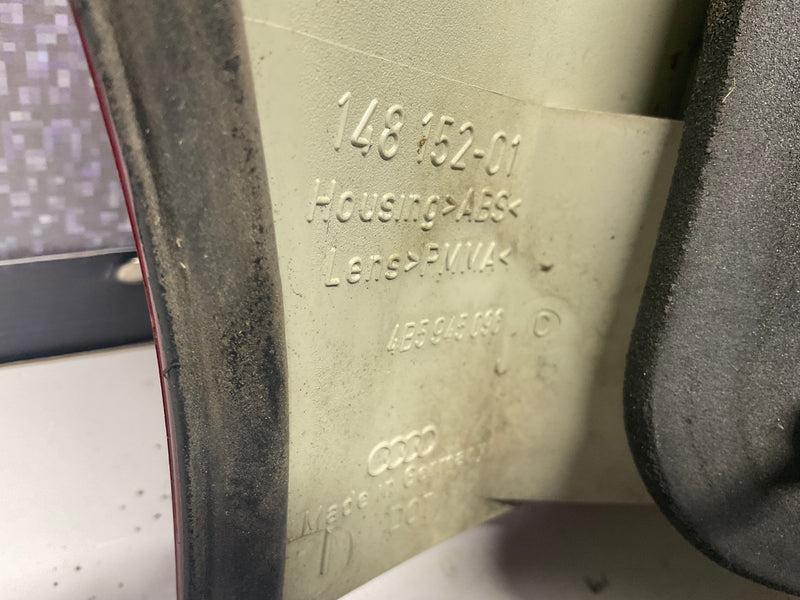 148 152-01
Housing>ABS<
Lens>PMMA<
4B5 945 096 ©
Made in Germany
DOT